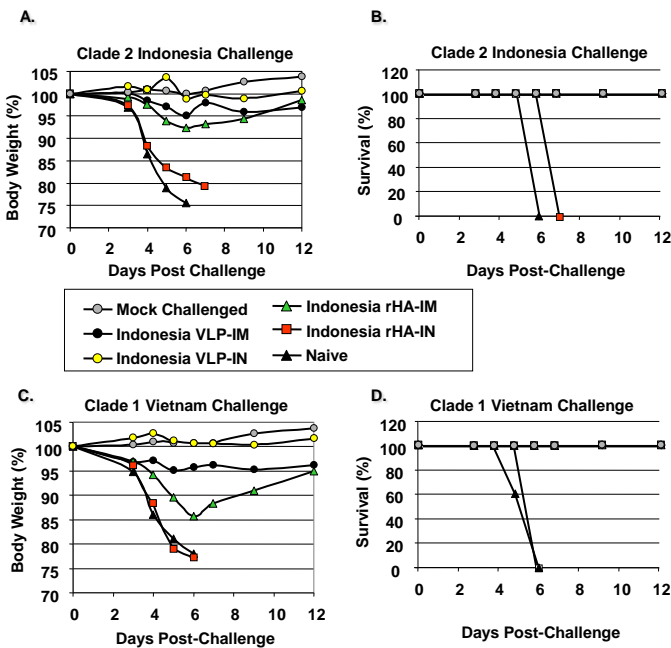 A.
Clade 2 Indonesia Challenge
Body Weight (%)
105
100
95
90
85
80
75
70
0 2 4 6 8 10 12
Days Post Challenge
B.
Clade 2 Indonesia Challenge
Survival (%)
120
100
80
60
40
20
0
0 2 4 6 8 10 12
Days Post-Challenge
Mock Challenged
Indonesia VLP-IM
Indonesia VLP-IN
Indonesia rHA-IM
Indonesia rHA-IN
Naive
C.
Clade 1 Vietnam Challenge
Body Weight (%)
105
100
95
90
85
80
75
70
0 2 4 6 8 10 12
Days Post-Challenge
D.
Clade 1 Vietnam Challenge
Survival (%)
120
100
80
60
40
20
0
0 2 4 6 8 10 12
Days Post-Challenge